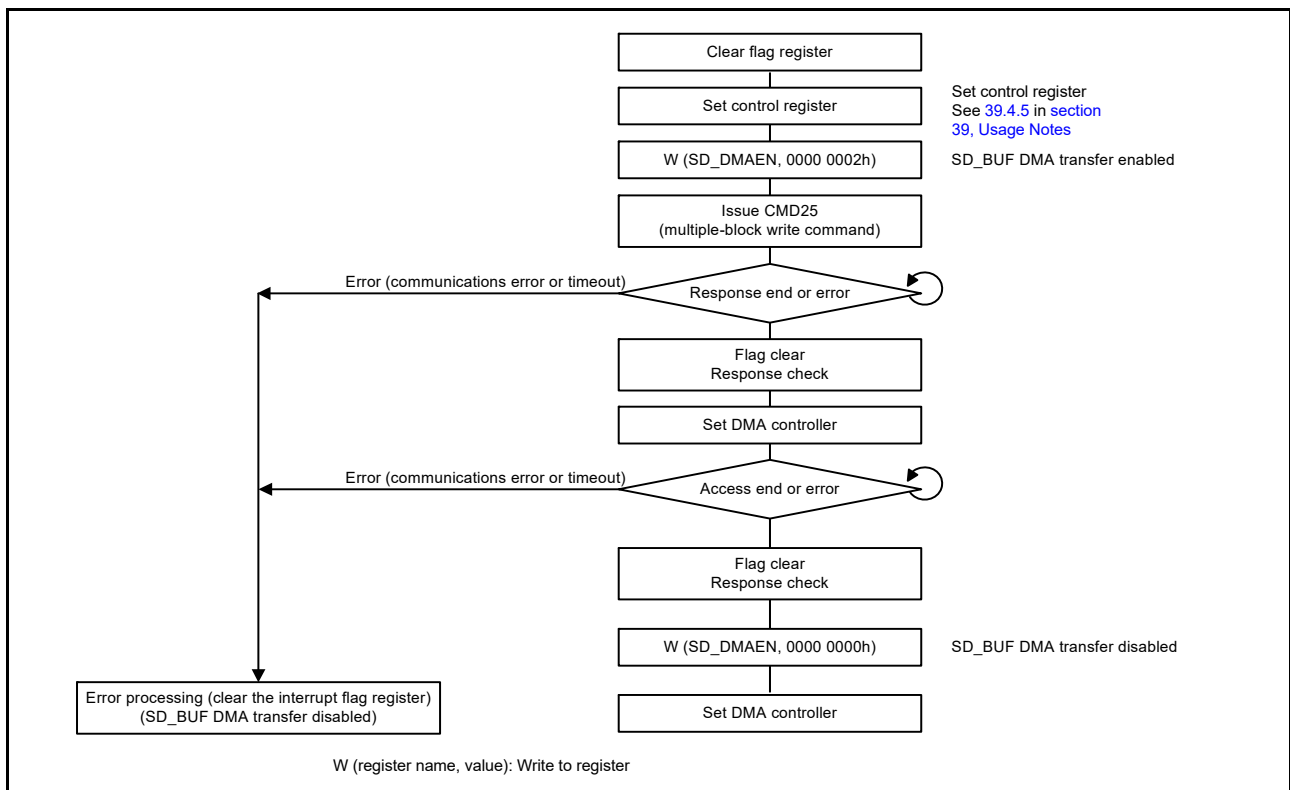 Clear flag register
Set control register
Set control register
See 39.4.5 in section
39, Usage Notes
W (SD_DMAEN, 0000 0002h)
SD_BUF DMA transfer enabled
Issue CMD25
(multiple-block write command)
Error (communications error or timeout)
Response end or error
Flag clear
Response check
Set DMA controller
Error (communications error or timeout)
Access end or error
Flag clear
Response check
W (SD_DMAEN, 0000 0000h)
SD_BUF DMA transfer disabled
Error processing (clear the interrupt flag register)
(SD_BUF DMA transfer disabled)
Set DMA controller
W (register name, value): Write to register